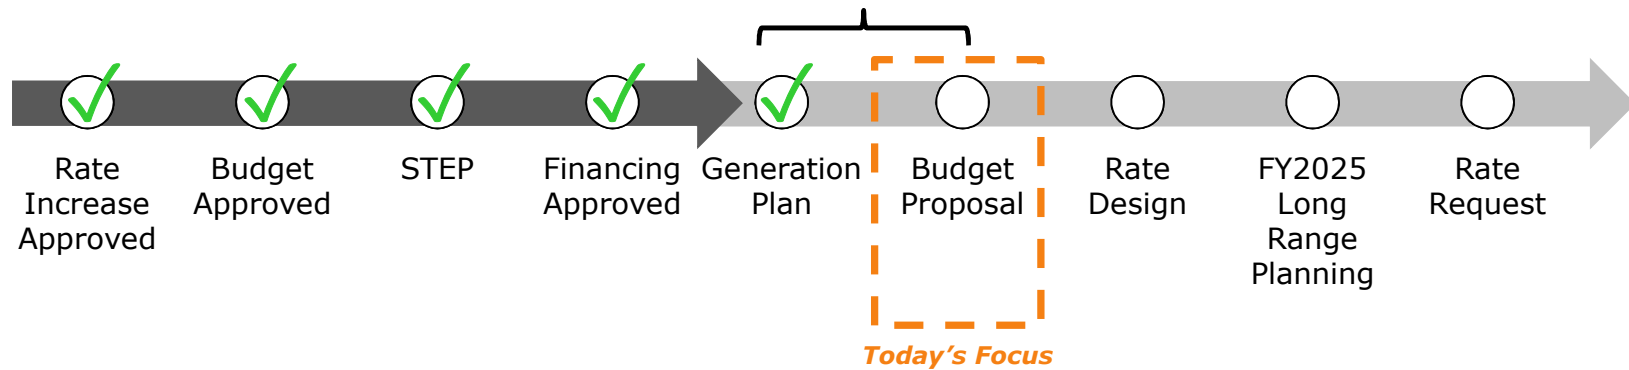 Rate
Increase
Approved
Budget
Approved
STEP
Financing
Approved
Generation
Plan
Budget
Proposal
Rate
Design
FY2025
Long
Range
Planning
Rate
Request
Today's Focus